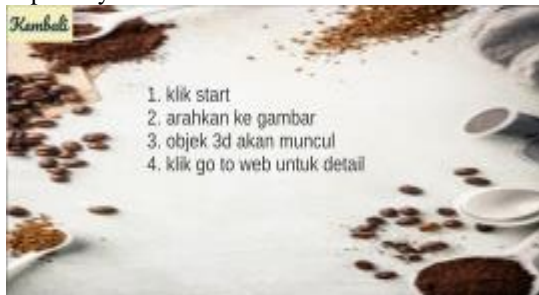 Kembali
1. klik start
2. arahkan ke gambar
3. objek 3d akan muncul
4. klik go to web untuk detail